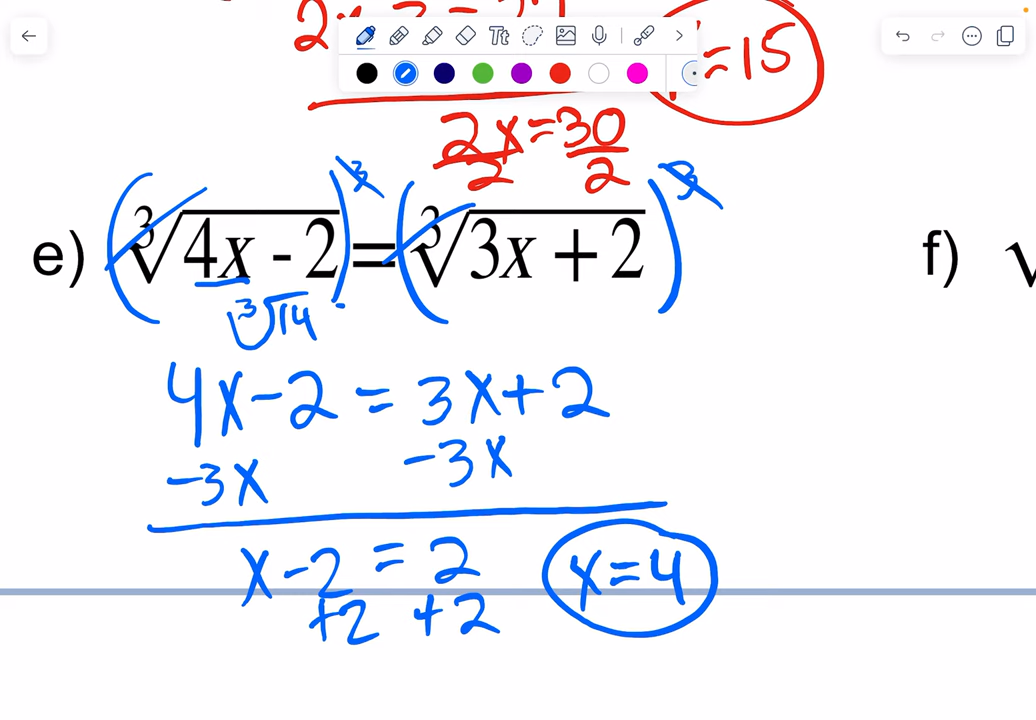 Tt
= 15
2x = 30
2 2
3 3
e) ∛4x - 2 = ∛3x + 2 f) √
∛14
4x - 2 = 3x + 2
-3x -3x
x - 2 = 2 x = 4
+2 +2